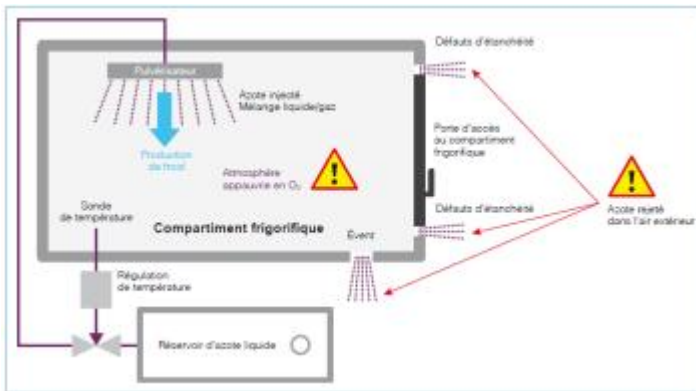 Pulvérisateur
Azote injecté
Mélange liquide/gaz
Production
de froid
Atmosphère
appauvrie en O₂
Sonde
de température
Compartiment frigorifique
Évent
Défauts d'étanchéité
Porte d'accès
au compartiment
frigorifique
Défauts d'étanchéité
Azote rejeté
dans l'air extérieur
Régulation
de température
Réservoir d'azote liquide